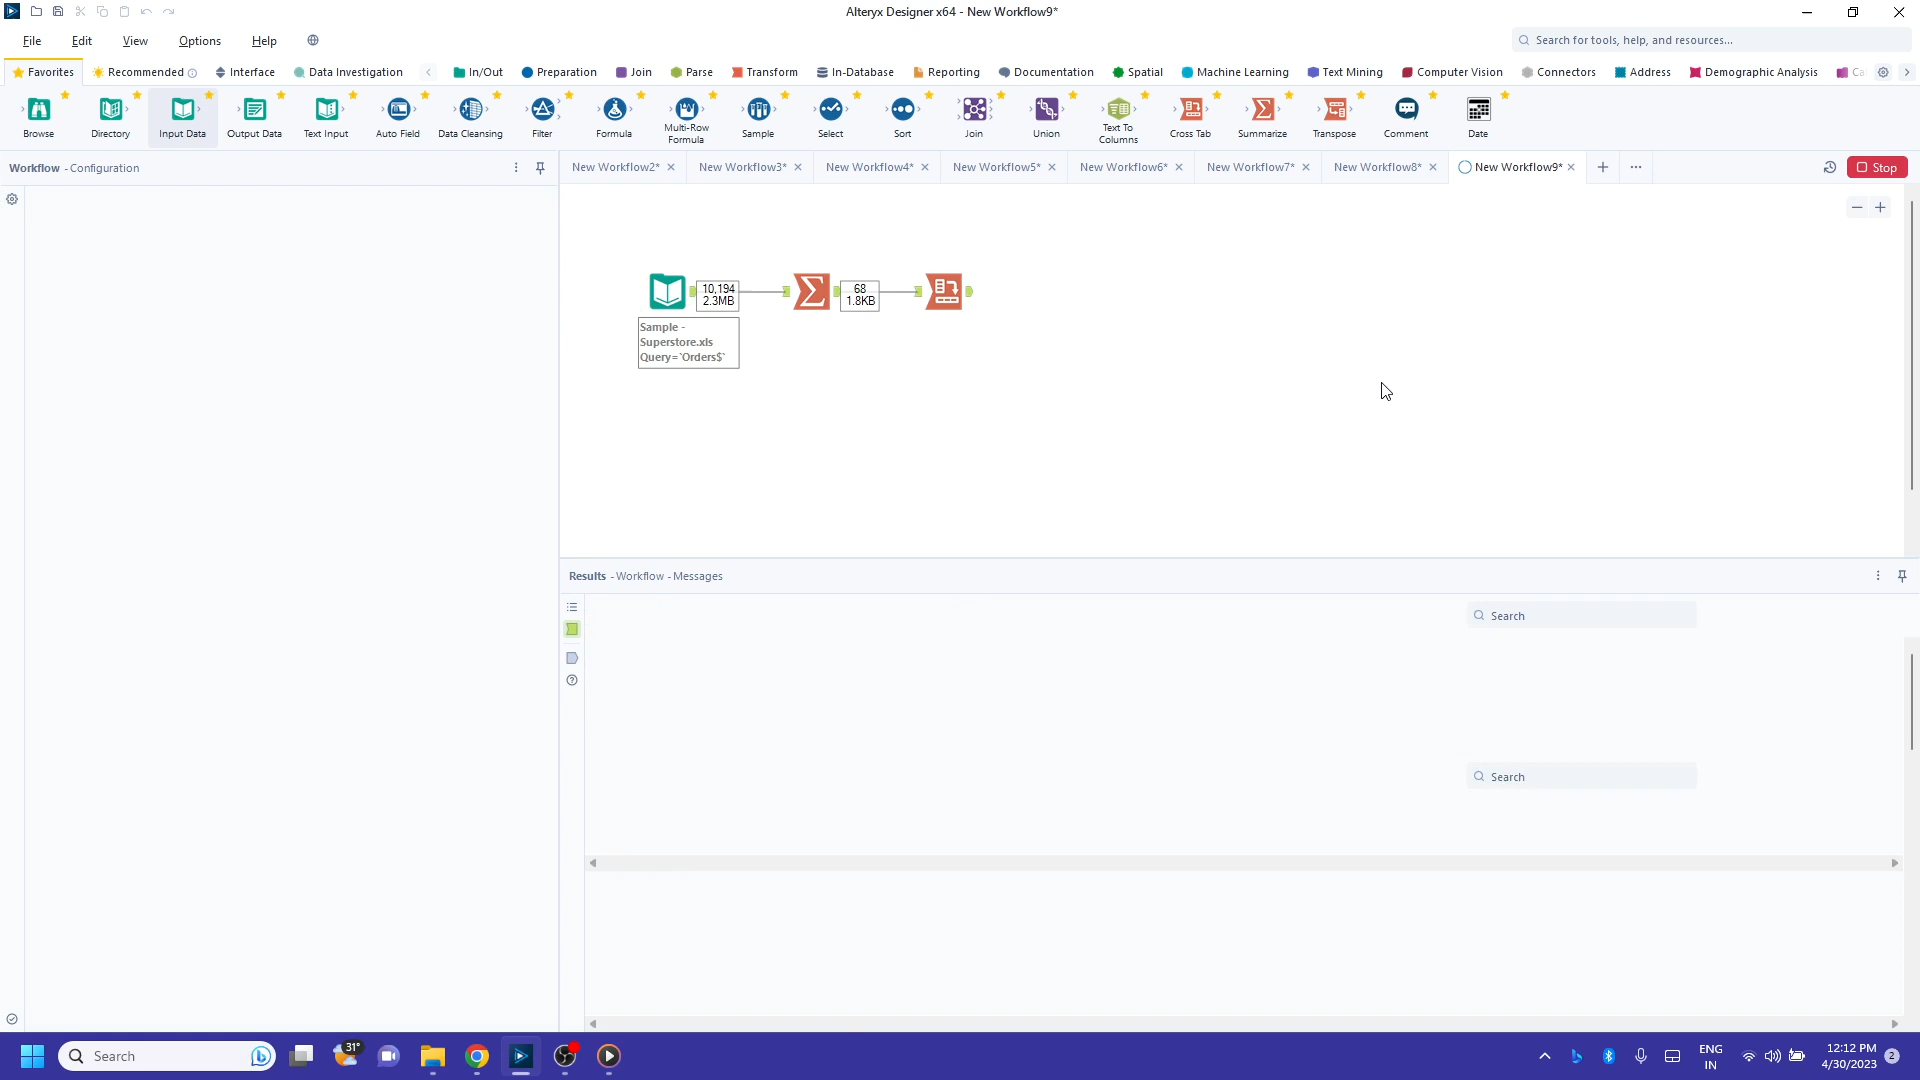 Alteryx Designer x64 - New Workflow9*
File Edit View Options Help
Search for tools, help, and resources...
Favorites Recommended Interface Data Investigation In/Out Preparation Join Parse Transform In-Database Reporting Documentation Spatial Machine Learning Text Mining Computer Vision Connectors Address Demographic Analysis Ca
Browse Directory Input Data Output Data Text Input Auto Field Data Cleansing Filter Formula Multi-Row Formula Sample Select Sort Join Union Text To Columns Cross Tab Summarize Transpose Comment Date
Workflow - Configuration
New Workflow2* New Workflow3* New Workflow4* New Workflow5* New Workflow6* New Workflow7* New Workflow8* New Workflow9*
Stop
10,194
2.3MB
68
1.8KB
Sample -
Superstore.xls
Query=`Orders$`
Results - Workflow - Messages
Search
Search
Search
31°
ENG
IN
12:12 PM
4/30/2023
2